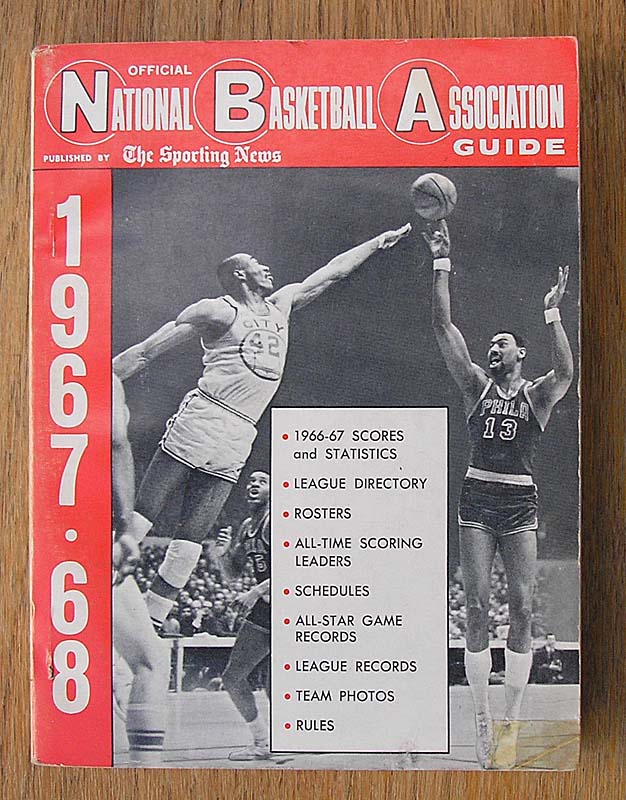 OFFICIAL
NATIONAL BASKETBALL ASSOCIATION
GUIDE
PUBLISHED BY The Sporting News
1967·68
CITY
42
PHILA
13
• 1966-67 SCORES
and STATISTICS
• LEAGUE DIRECTORY
• ROSTERS
• ALL-TIME SCORING
LEADERS
• SCHEDULES
• ALL-STAR GAME
RECORDS
• LEAGUE RECORDS
• TEAM PHOTOS
• RULES